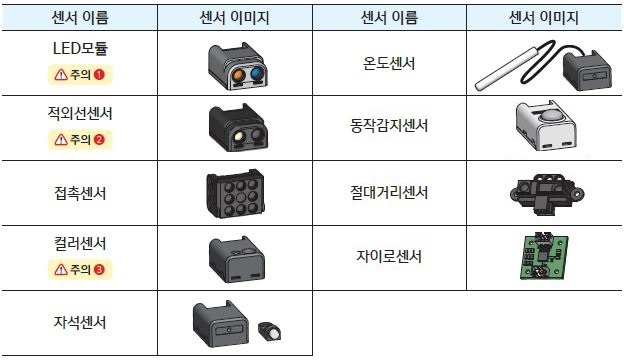 센서 이름 센서 이미지 센서 이름 센서 이미지
LED모듈
주의 1
온도센서
적외선센서
주의 2
동작감지센서
접촉센서
절대거리센서
컬러센서
주의 3
자이로센서
자석센서